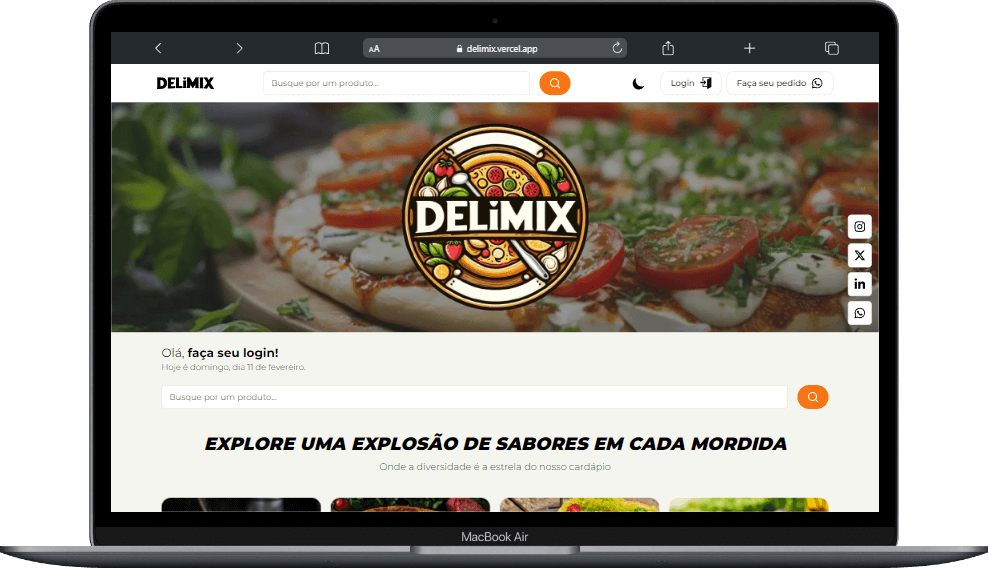 AA
delimix.vercel.app
DELiMIX
Busque por um produto...
Login
Faça seu pedido
DELiMIX
Olá, faça seu login!
Hoje é domingo, dia 11 de fevereiro.
Busque por um produto...
EXPLORE UMA EXPLOSÃO DE SABORES EM CADA MORDIDA
Onde a diversidade é a estrela do nosso cardápio
MacBook Air